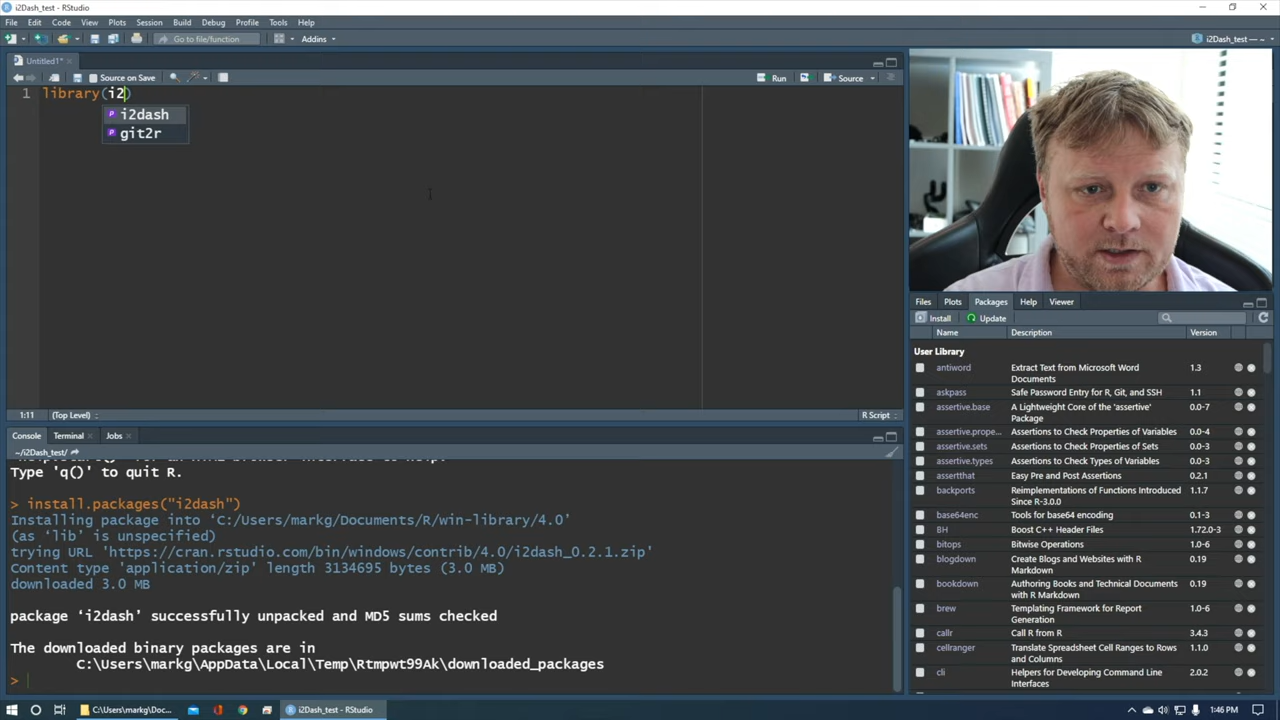 i2Dash_test - RStudio
File Edit Code View Plots Session Build Debug Profile Tools Help
Go to file/function Addins i2Dash_test — ~
Untitled1*
Source on Save Run Source
1 library(i2)
i2dash
git2r
1:11 (Top Level) R Script
Console Terminal Jobs
~/i2Dash_test/
Type 'q()' to quit R.
> install.packages("i2dash")
Installing package into ‘C:/Users/markg/Documents/R/win-library/4.0’
(as ‘lib’ is unspecified)
trying URL 'https://cran.rstudio.com/bin/windows/contrib/4.0/i2dash_0.2.1.zip'
Content type 'application/zip' length 3134695 bytes (3.0 MB)
downloaded 3.0 MB
package ‘i2dash’ successfully unpacked and MD5 sums checked
The downloaded binary packages are in
C:\Users\markg\AppData\Local\Temp\Rtmpwt99Ak\downloaded_packages
>
Files Plots Packages Help Viewer
Install Update
Name Description Version
User Library
antiword Extract Text from Microsoft Word 1.3
Documents
askpass Safe Password Entry for R, Git, and SSH 1.1
assertive.base A Lightweight Core of the 'assertive' 0.0-7
Package
assertive.prope... Assertions to Check Properties of Variables 0.0-4
assertive.sets Assertions to Check Properties of Sets 0.0-3
assertive.types Assertions to Check Types of Variables 0.0-3
assertthat Easy Pre and Post Assertions 0.2.1
backports Reimplementations of Functions Introduced 1.1.7
Since R-3.0.0
base64enc Tools for base64 encoding 0.1-3
BH Boost C++ Header Files 1.72.0-3
bitops Bitwise Operations 1.0-6
blogdown Create Blogs and Websites with R 0.19
Markdown
bookdown Authoring Books and Technical Documents 0.19
with R Markdown
brew Templating Framework for Report 1.0-6
Generation
callr Call R from R 3.4.3
cellranger Translate Spreadsheet Cell Ranges to Rows 1.1.0
and Columns
cli Helpers for Developing Command Line 2.0.2
Interfaces
C:\Users\markg\Doc... i2Dash_test - RStudio 1:46 PM